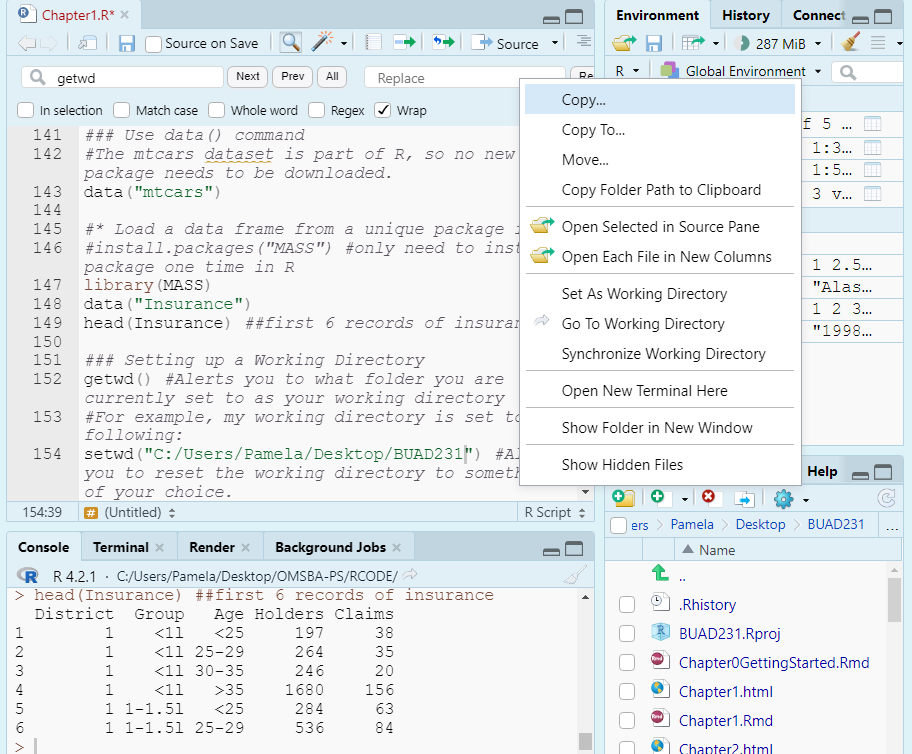 Chapter1.R*
Source on Save
Source
getwd
Next
Prev
All
Replace
In selection
Match case
Whole word
Regex
Wrap
141 ### Use data() command
142 #The mtcars dataset is part of R, so no new
package needs to be downloaded.
143 data("mtcars")
144
145 #* Load a data frame from a unique package
146 #install.packages("MASS") #only need to inst
package one time in R
147 library(MASS)
148 data("Insurance")
149 head(Insurance) ##first 6 records of insuran
150
151 ### Setting up a Working Directory
152 getwd() #Alerts you to what folder you are
currently set to as your working directory
153 #For example, my working directory is set to
following:
154 setwd("C:/Users/Pamela/Desktop/BUAD231") #Al
you to reset the working directory to someth
of your choice.
154:39
# (Untitled)
R Script
Console
Terminal
Render
Background Jobs
R R 4.2.1 · C:/Users/Pamela/Desktop/OMSBA-PS/RCODE/
> head(Insurance) ##first 6 records of insurance
District Group Age Holders Claims
1 1 <1l <25 197 38
2 1 <1l 25-29 264 35
3 1 <1l 30-35 246 20
4 1 <1l >35 1680 156
5 1 1-1.5l <25 284 63
6 1 1-1.5l 25-29 536 84
>
Environment
History
Connect
287 MiB
R
Global Environment
f 5 ...
1:3...
1:5...
3 v...
1 2.5...
"Alas...
1 2 3...
"1998...
Copy...
Copy To...
Move...
Copy Folder Path to Clipboard
Open Selected in Source Pane
Open Each File in New Columns
Set As Working Directory
Go To Working Directory
Synchronize Working Directory
Open New Terminal Here
Show Folder in New Window
Show Hidden Files
Help
ers > Pamela > Desktop > BUAD231 ...
Name
..
.Rhistory
BUAD231.Rproj
Chapter0GettingStarted.Rmd
Chapter1.html
Chapter1.Rmd
Chapter2.html